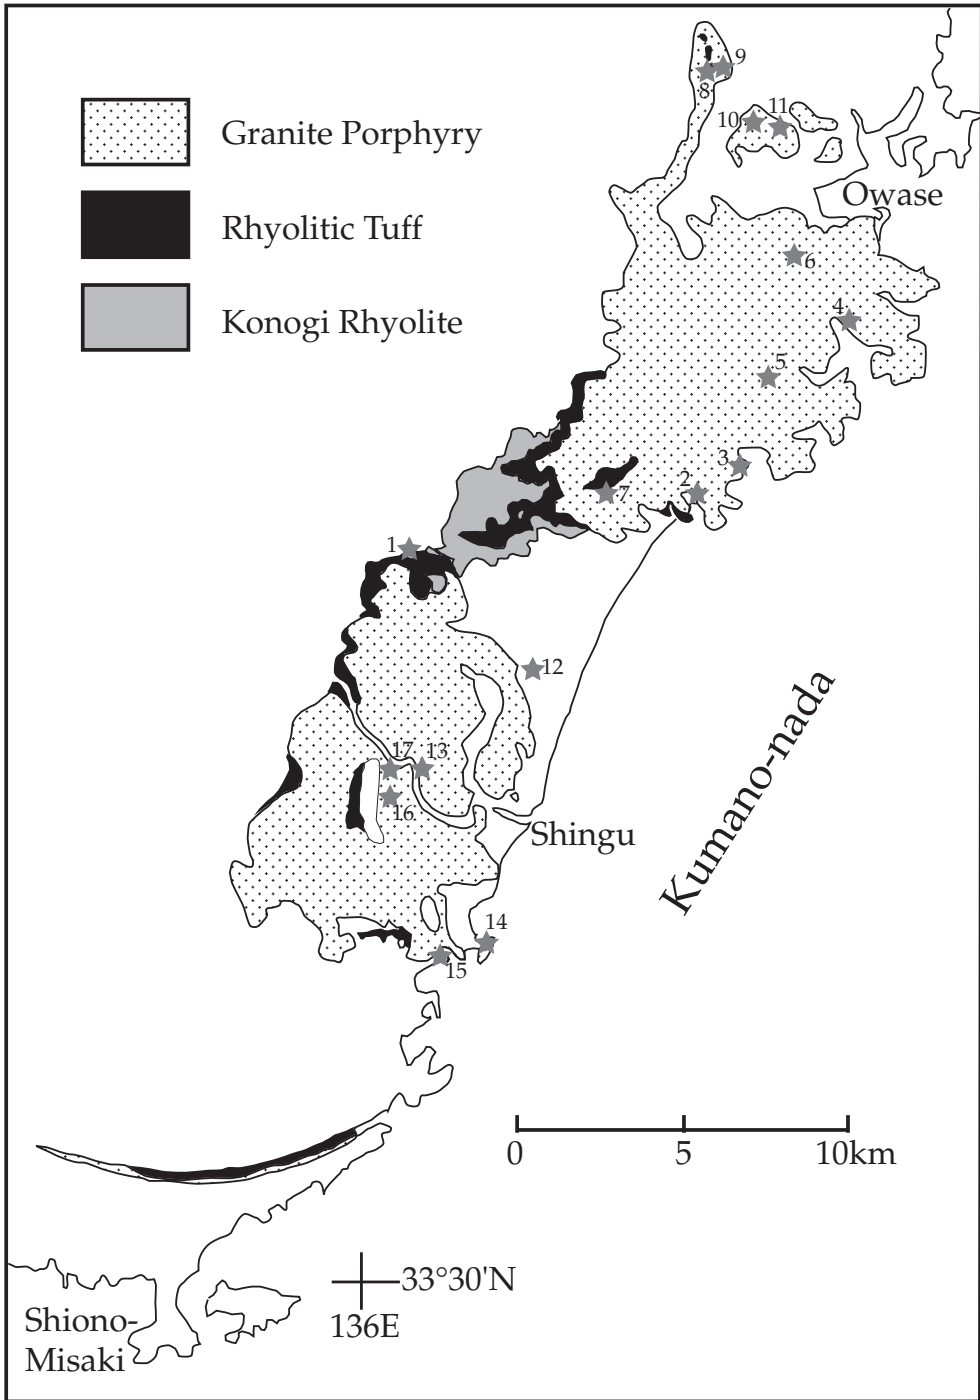 9
8
11
10
Granite Porphyry
Owase
Rhyolitic Tuff
6
4
Konogi Rhyolite
5
3
2
7
1
12
Kumano-nada
17
13
16
Shingu
14
15
0
5
10km
33°30'N
136E
Shiono-
Misaki